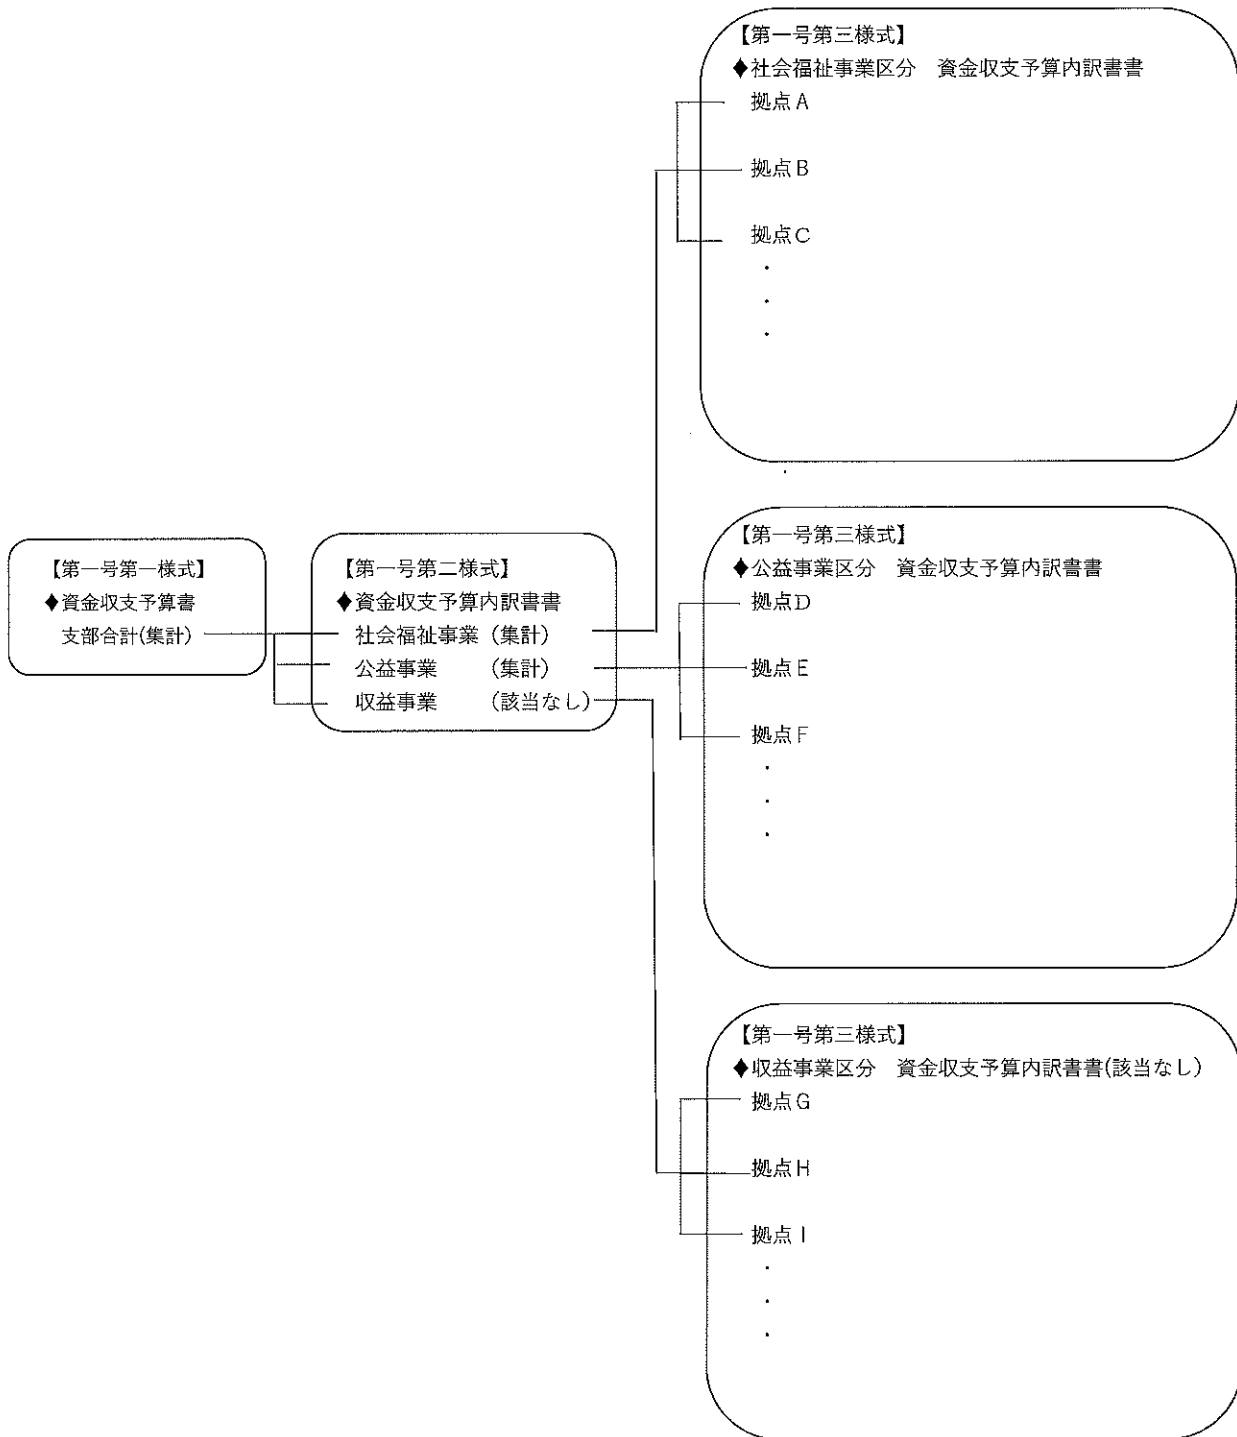 【第一号第一様式】
◆資金収支予算書
支部合計(集計)
【第一号第二様式】
◆資金収支予算内訳書書
社会福祉事業 (集計)
公益事業 (集計)
収益事業 (該当なし)
【第一号第三様式】
◆社会福祉事業区分 資金収支予算内訳書書
拠点A
拠点B
拠点C
・
・
・
【第一号第三様式】
◆公益事業区分 資金収支予算内訳書書
拠点D
拠点E
拠点F
・
・
・
【第一号第三様式】
◆収益事業区分 資金収支予算内訳書書(該当なし)
拠点G
拠点H
拠点I
・
・
・